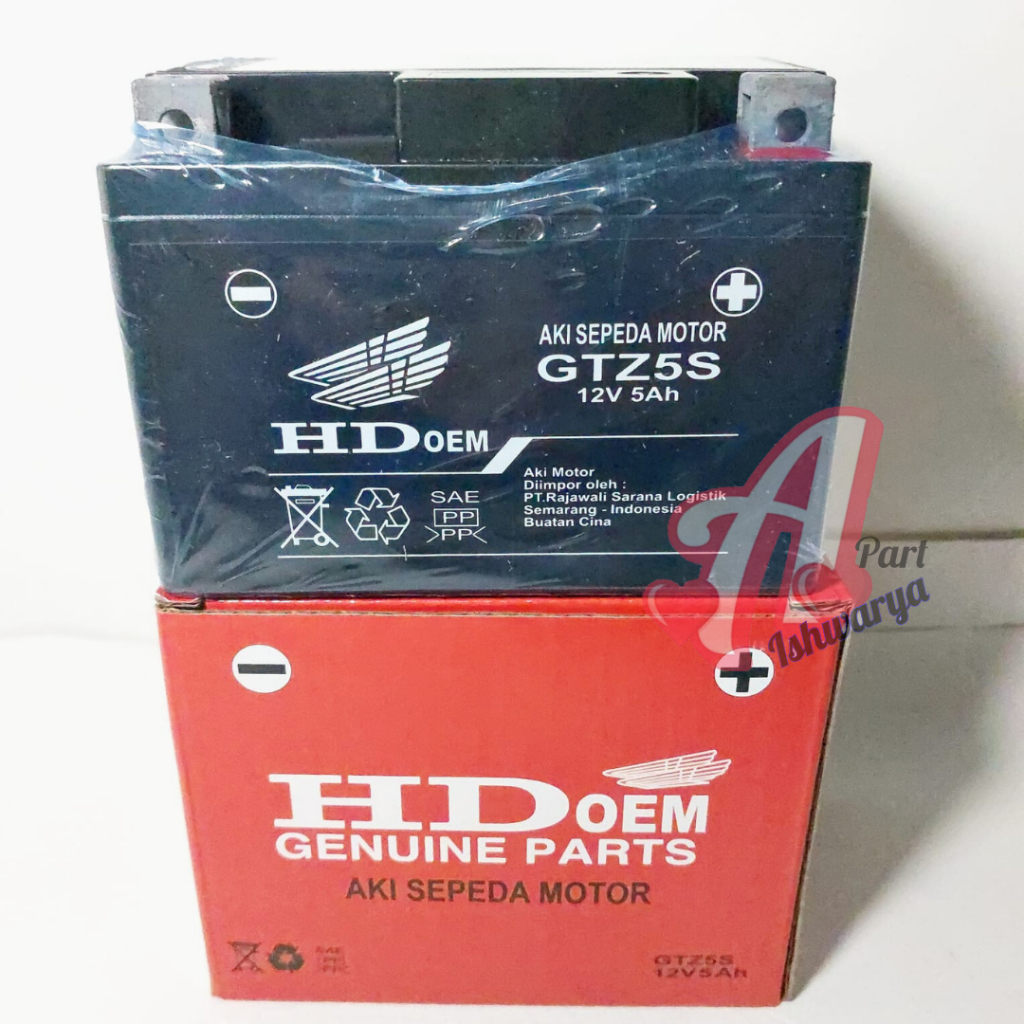 AKI SEPEDA MOTOR
GTZ5S
12V 5Ah
HDOEM
Aki Motor
Diimpor oleh :
PT.Rajawali Sarana Logistik
Semarang - Indonesia
Buatan Cina
SAE
PP
>PP<
Part
Ishwarya
HDOEM
GENUINE PARTS
AKI SEPEDA MOTOR
SAE
GTZ5S
12V5Ah